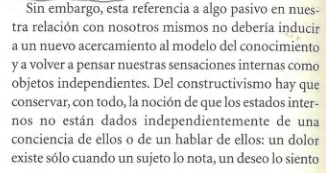 Sin embargo, esta referencia a algo pasivo en nues-
tra relación con nosotros mismos no debería inducir
a un nuevo acercamiento al modelo del conocimiento
y a volver a pensar nuestras sensaciones internas como
objetos independientes. Del constructivismo hay que
conservar, con todo, la noción de que los estados inter-
nos no están dados independientemente de una
conciencia de ellos o de un hablar de ellos: un dolor
existe sólo cuando un sujeto lo nota, un deseo lo siento